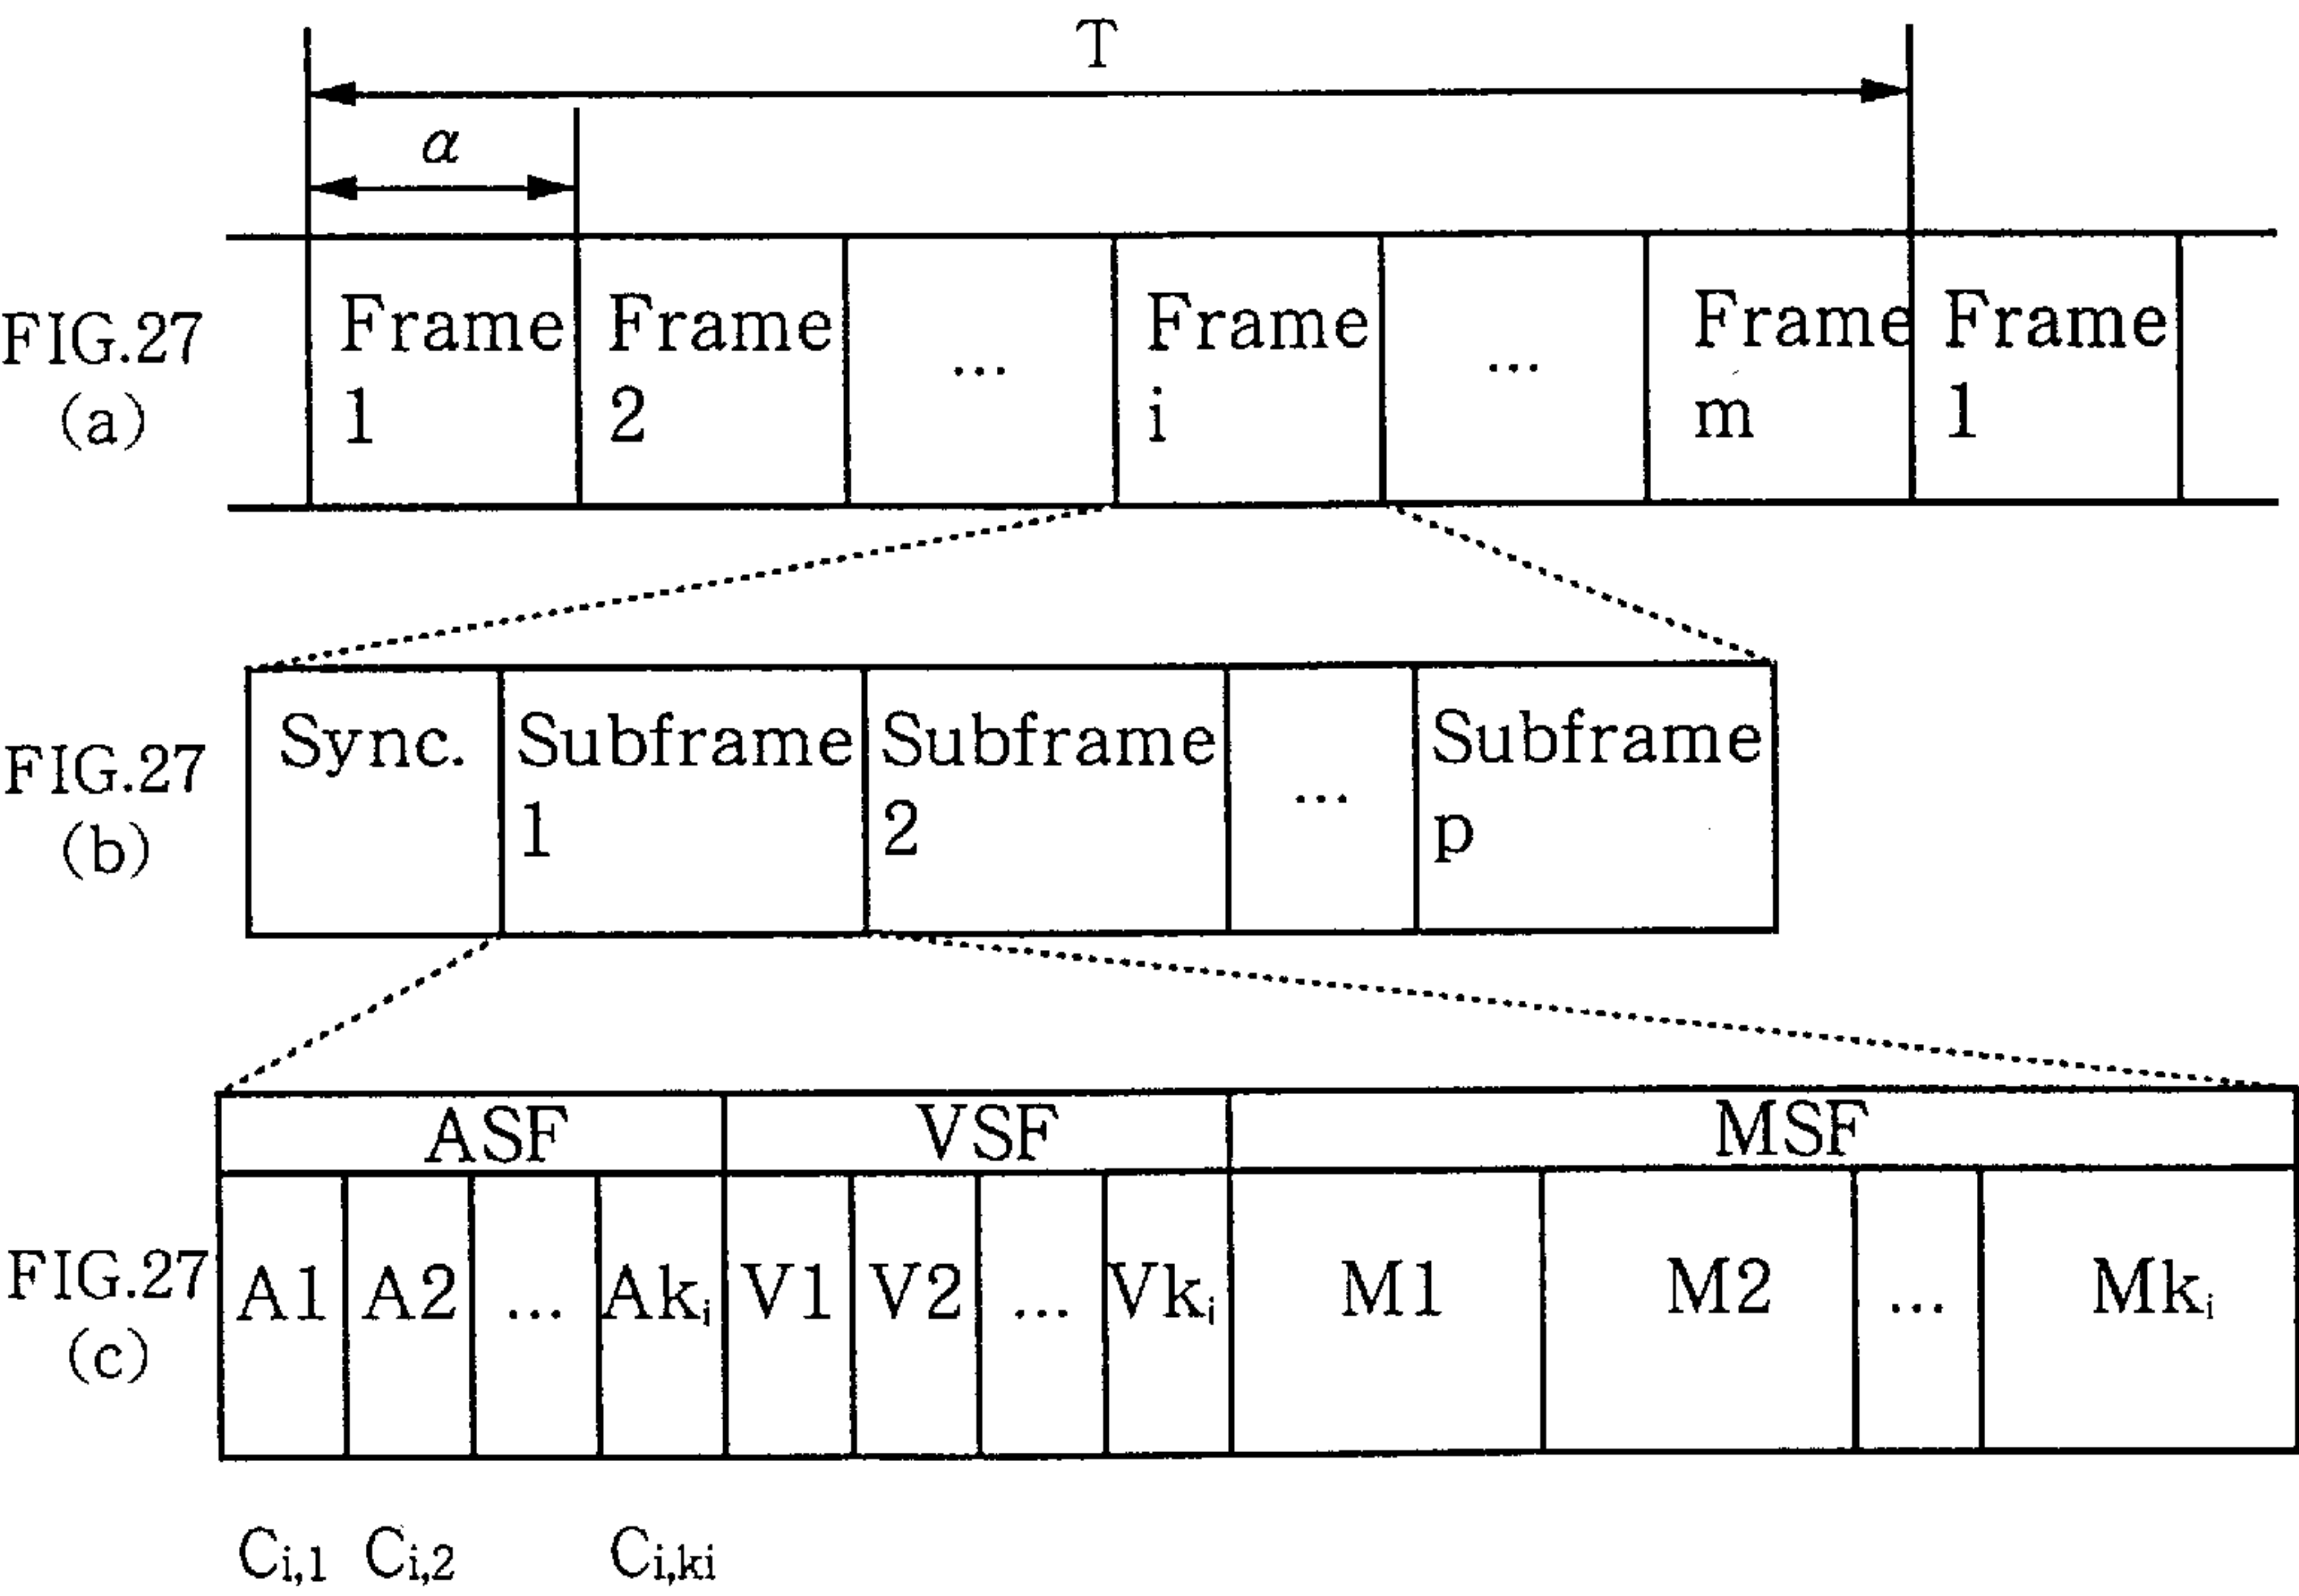 T
α
FIG.27
(a)
Frame 1
Frame 2
...
Frame i
...
Frame m
Frame 1
FIG.27
(b)
Sync.
Subframe 1
Subframe 2
...
Subframe p
FIG.27
(c)
ASF VSF MSF
A1 A2 ... Akᵢ V1 V2 ... Vkᵢ M1 M2 ... Mkᵢ
Ci,1 Ci,2 Ci,ki